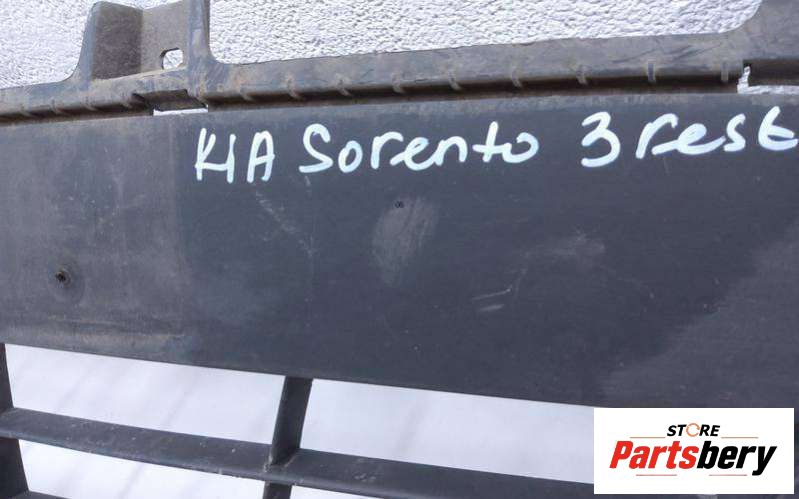 KIA Sorento 3 rest
STORE
Partsbery